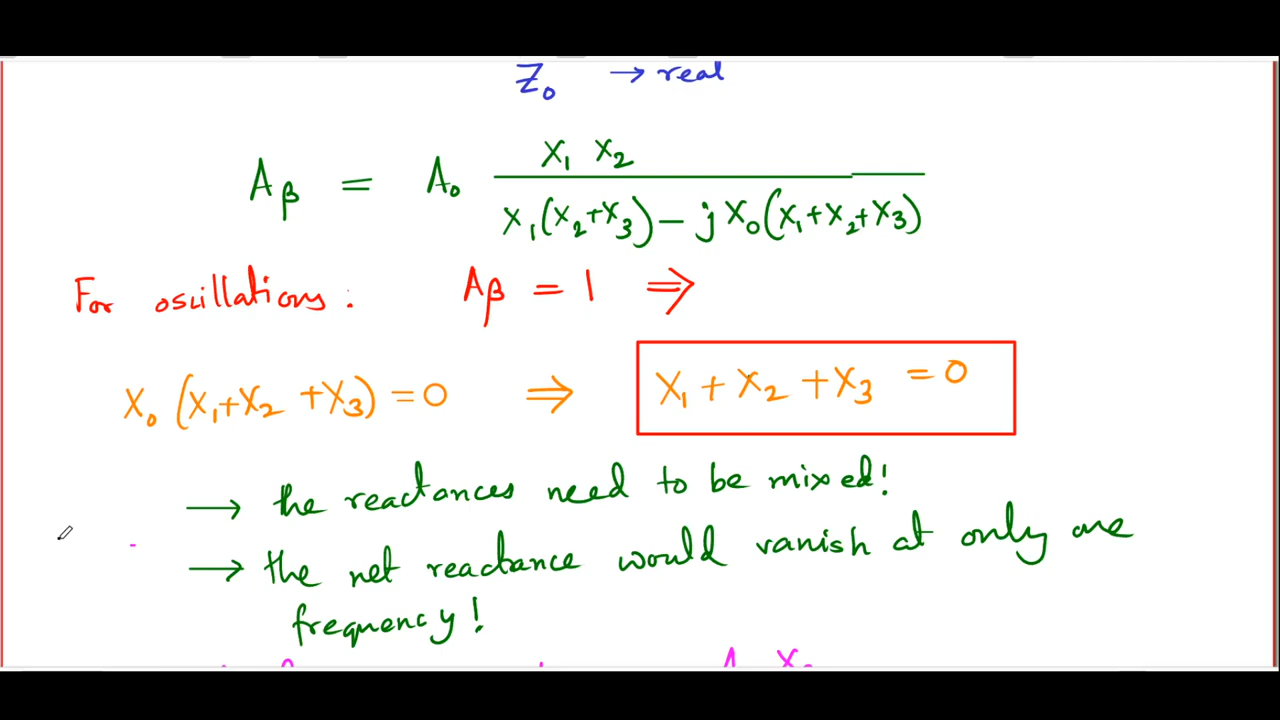 Z₀ → real
Aβ = A₀ X₁ X₂ / X₁(X₂+X₃) − j X₀(X₁+X₂+X₃)
For oscillations : Aβ = 1 ⇒
X₀ (X₁+X₂ +X₃) = 0 ⇒ X₁ + X₂ + X₃ = 0
→ the reactances need to be mixed!
→ the net reactance would vanish at only one
frequency!